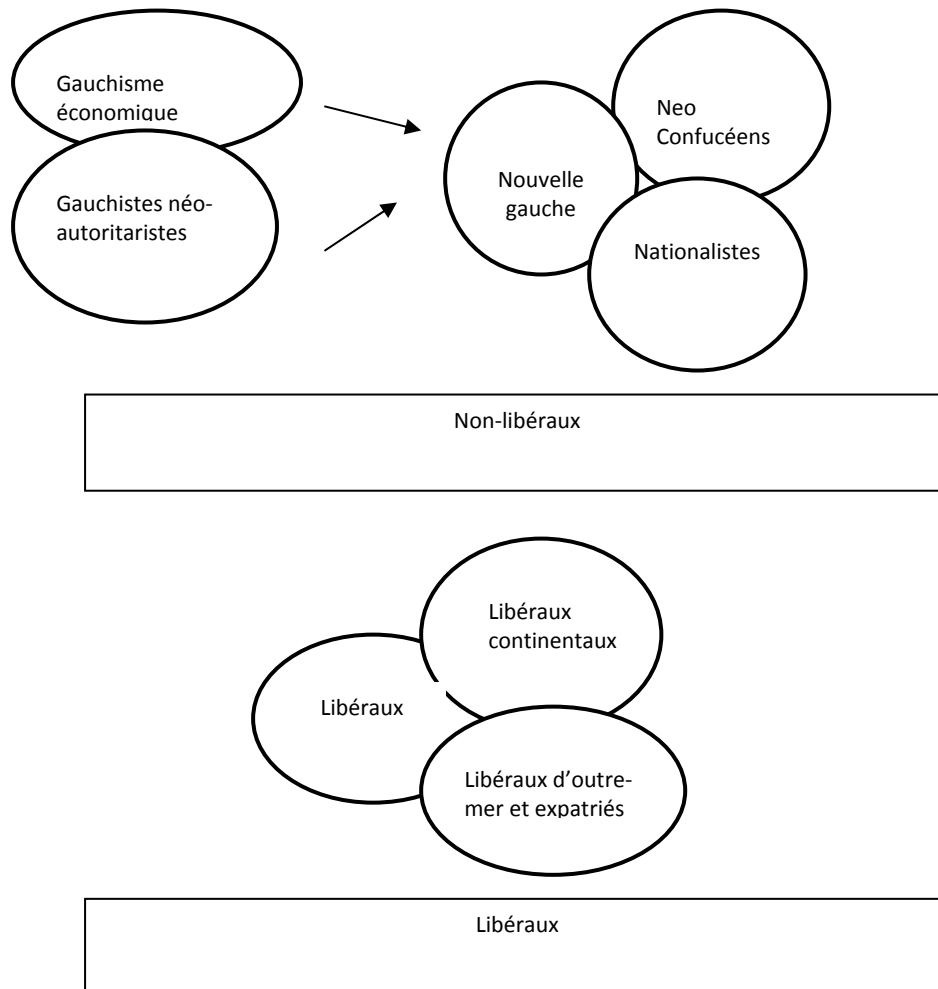 Gauchisme
économique
Gauchistes néo-
autoritaristes
Nouvelle
gauche
Neo
Confucéens
Nationalistes
Non-libéraux
Libéraux
continentaux
Libéraux
Libéraux d’outre-
mer et expatriés
Libéraux